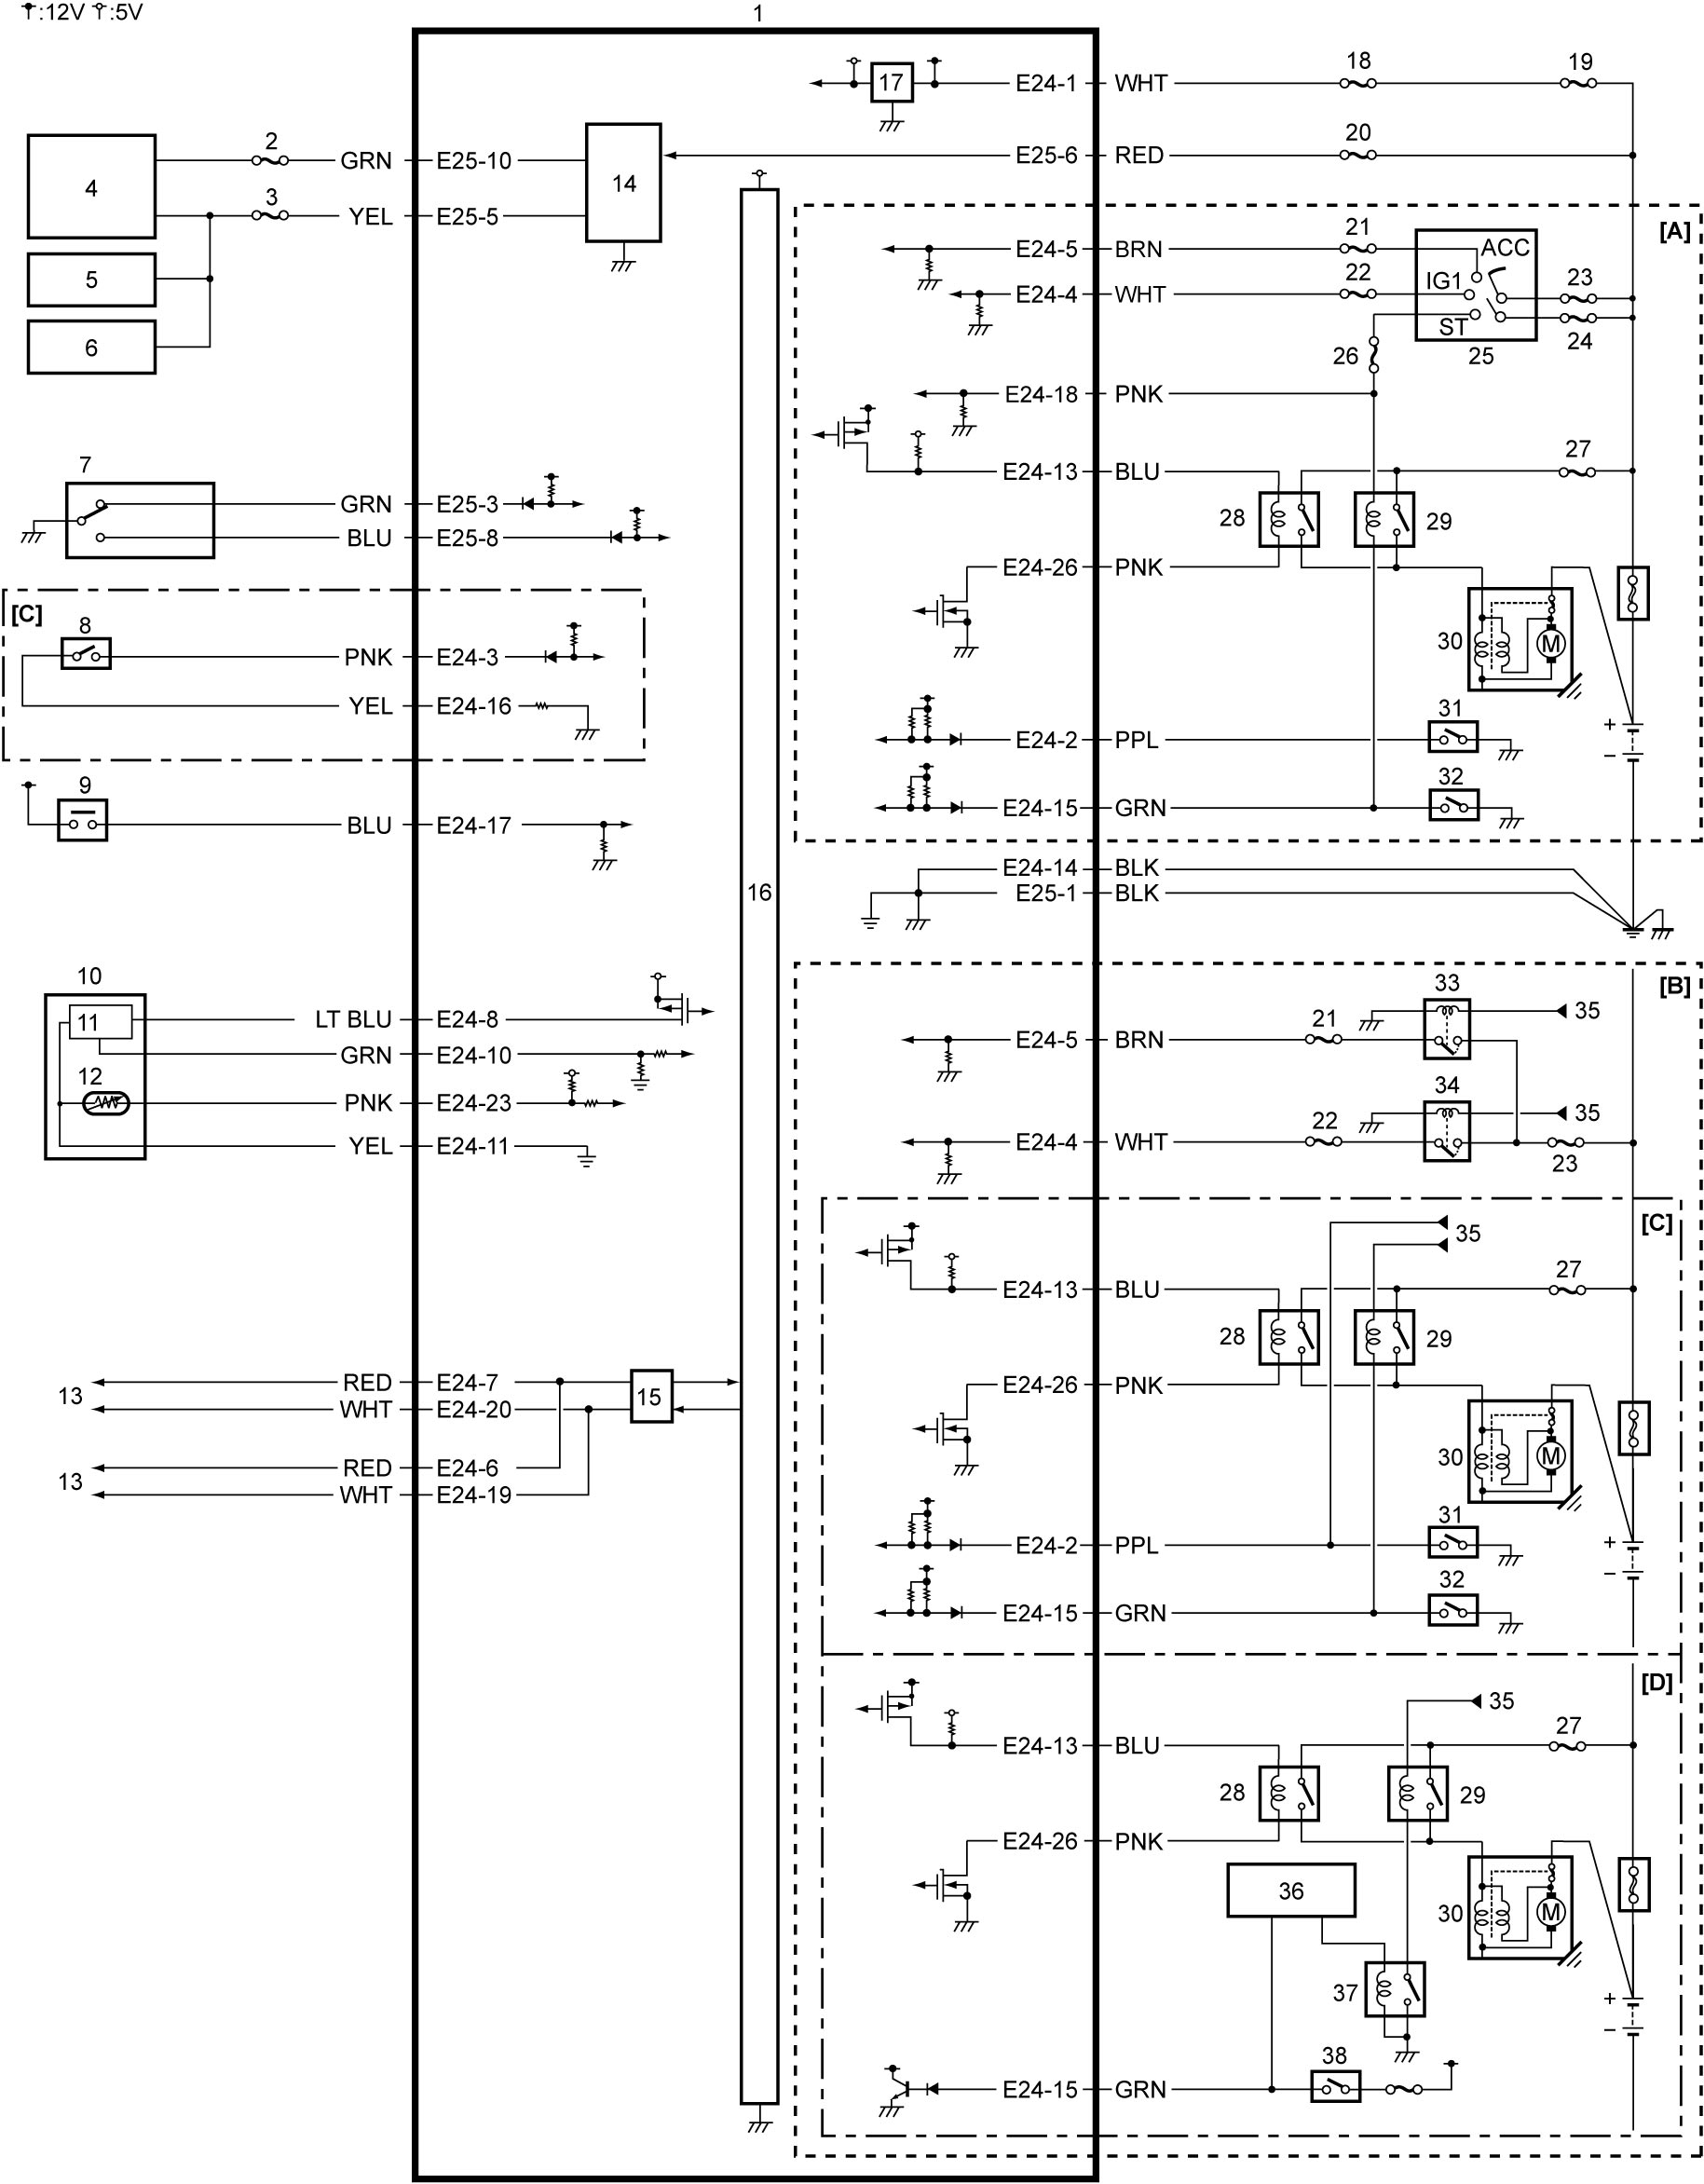 :12V :5V
1
17 E24-1 WHT 18 19
2
GRN E25-10
4
3
YEL E25-5
14
E25-6 RED 20
5
6
[A]
E24-5 BRN 21
ACC
E24-4 WHT 22
IG1
23
ST
24
25
26
E24-18 PNK
E24-13 BLU
27
28
29
E24-26 PNK
30
M
31
+
−
E24-2 PPL
32
E24-15 GRN
7
GRN E25-3
BLU E25-8
[C]
8
PNK E24-3
YEL E24-16
9
BLU E24-17
16
E24-14 BLK
E25-1 BLK
10
11
LT BLU E24-8
GRN E24-10
12
PNK E24-23
YEL E24-11
[B]
33
35
E24-5 BRN 21
34
35
E24-4 WHT 22
23
[C]
35
E24-13 BLU
27
28
29
E24-26 PNK
30
M
31
+
−
E24-2 PPL
32
E24-15 GRN
13
RED E24-7
WHT E24-20
15
13
RED E24-6
WHT E24-19
[D]
35
E24-13 BLU
27
28
29
E24-26 PNK
36
30
M
37
+
−
38
E24-15 GRN